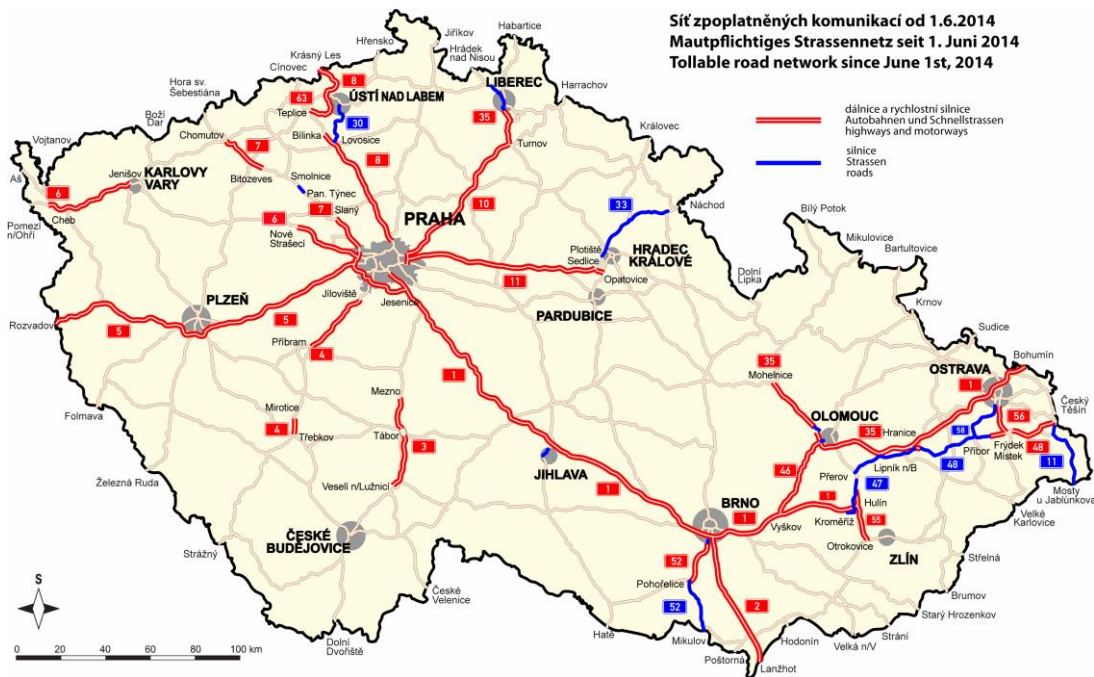 Síť zpoplatněných komunikací od 1.6.2014
Mautpflichtiges Strassennetz seit 1. Juni 2014
Tollable road network since June 1st, 2014
dálnice a rychlostní silnice
Autobahnen und Schnellstrassen
highways and motorways
silnice
Strassen
roads
Habartice
Jiříkov
Hřensko
Hrádek
nad Nisou
Krásný Les
Cínovec
8
LIBEREC
Harrachov
Hora sv.
Šebestiána
63
ÚSTÍ NAD LABEM
Teplice
35
30
Boží
Dar
Chomutov
Bílinka
Lovosice
Turnov
Královec
Vojtanov
7
8
Aš
Jenišov
KARLOVY
VARY
Bitozeves
Smolnice
Pan. Týnec
6
7
Slaný
10
33
Náchod
Pomezí
n/Ohří
Cheb
6
Nové
Strašecí
PRAHA
Bílý Potok
Plotiště
Sedlice
HRADEC
KRÁLOVÉ
Mikulovice
Bartultovice
11
Opatovice
Dolní
Lipka
PLZEŇ
Jíloviště
Jesenice
PARDUBICE
Krnov
Rozvadov
5
5
Sudice
Příbram
4
35
Bohumín
Mohelnice
OSTRAVA
1
1
Mezno
Český
Těšín
Folmava
Mirotice
OLOMOUC
35
Hranice
58
56
4
Třebkov
Tábor
3
Příbor
Frýdek
Místek
48
11
JIHLAVA
46
Přerov
Lipník n/B
48
Železná Ruda
Veselí n/Lužnicí
1
47
Mosty
u Jablůnkova
BRNO
1
1
Hulín
Velké
Karlovice
Vyškov
Kroměříž
55
ČESKÉ
BUDĚJOVICE
Otrokovice
ZLÍN
Strážný
52
Střelná
Pohořelice
S
České
Velenice
52
2
Brumov
Starý Hrozenkov
Dolní
Dvořiště
Hatě
Mikulov
Hodonín
Strání
Velká n/V
Poštorná
Lanžhot
0 20 40 60 80 100 km